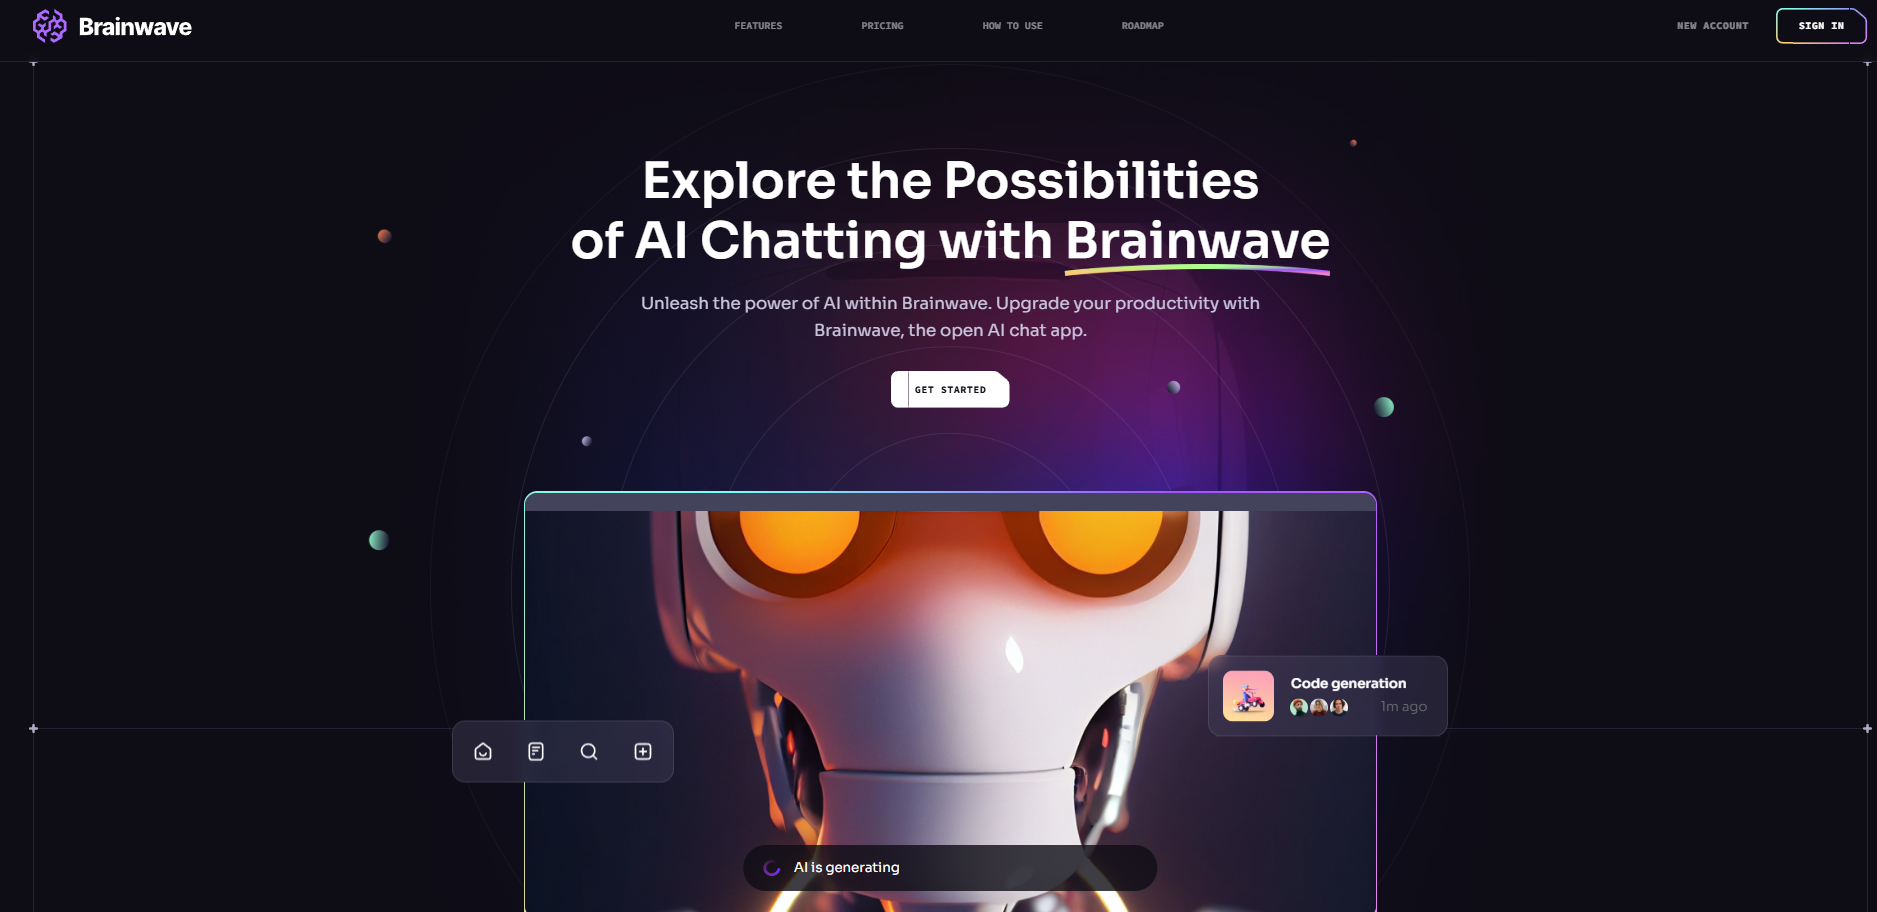 Brainwave
FEATURES
PRICING
HOW TO USE
ROADMAP
NEW ACCOUNT
SIGN IN
Explore the Possibilities
of AI Chatting with Brainwave
Unleash the power of AI within Brainwave. Upgrade your productivity with
Brainwave, the open AI chat app.
GET STARTED
Code generation
1m ago
AI is generating